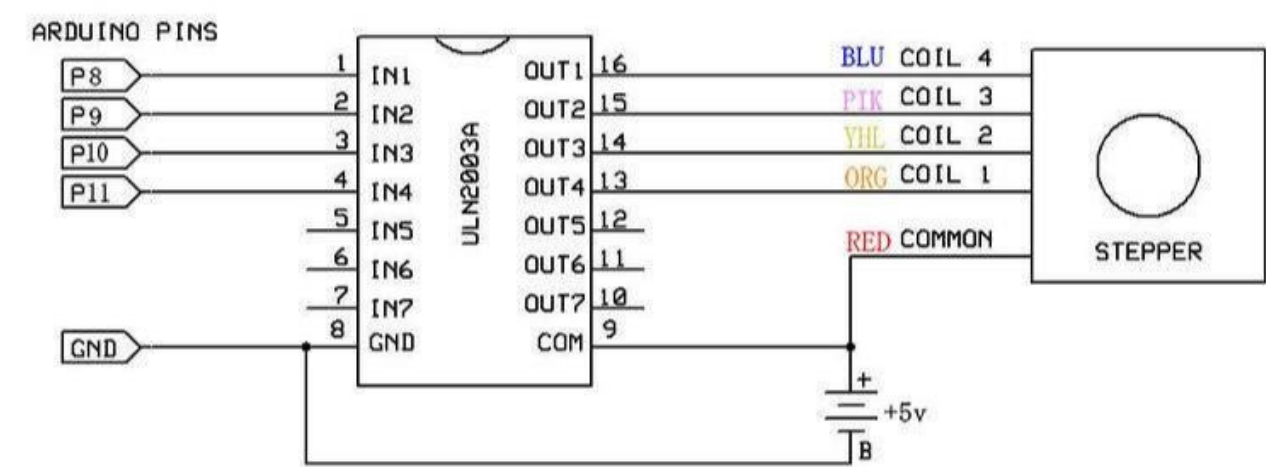 ARDUINO PINS
P8 1 IN1 OUT1 16 BLU COIL 4
P9 2 IN2 OUT2 15 PIK COIL 3
P10 3 IN3 OUT3 14 YHL COIL 2
P11 4 IN4 OUT4 13 ORG COIL 1
ULN2003A
5 IN5 OUT5 12
RED COMMON
STEPPER
6 IN6 OUT6 11
7 IN7 OUT7 10
GND 8 GND COM 9
+
+5v
B